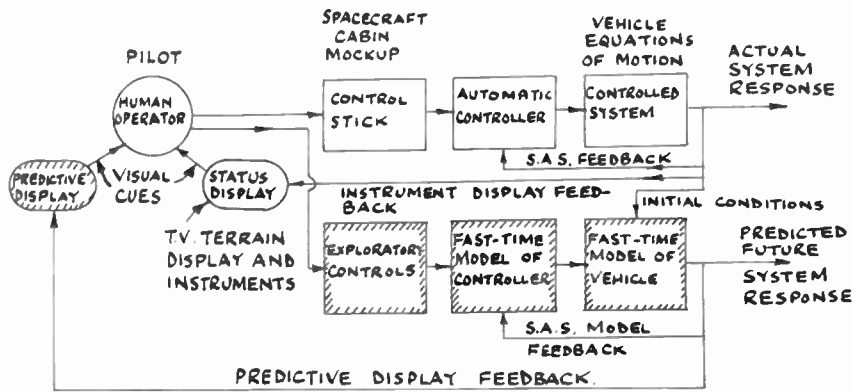 SPACECRAFT
CABIN
MOCKUP
VEHICLE
EQUATIONS
OF MOTION
ACTUAL
SYSTEM
RESPONSE
PILOT
HUMAN
OPERATOR
CONTROL
STICK
AUTOMATIC
CONTROLLER
CONTROLLED
SYSTEM
S.A.S. FEEDBACK
PREDICTIVE
DISPLAY
VISUAL
CUES
STATUS
DISPLAY
INSTRUMENT DISPLAY FEED-
BACK
INITIAL CONDITIONS
T.V. TERRAIN
DISPLAY AND
INSTRUMENTS
EXPLORATORY
CONTROLS
FAST-TIME
MODEL OF
CONTROLLER
FAST-TIME
MODEL OF
VEHICLE
PREDICTED
FUTURE
SYSTEM
RESPONSE
S.A.S. MODEL
FEEDBACK
PREDICTIVE DISPLAY FEEDBACK.